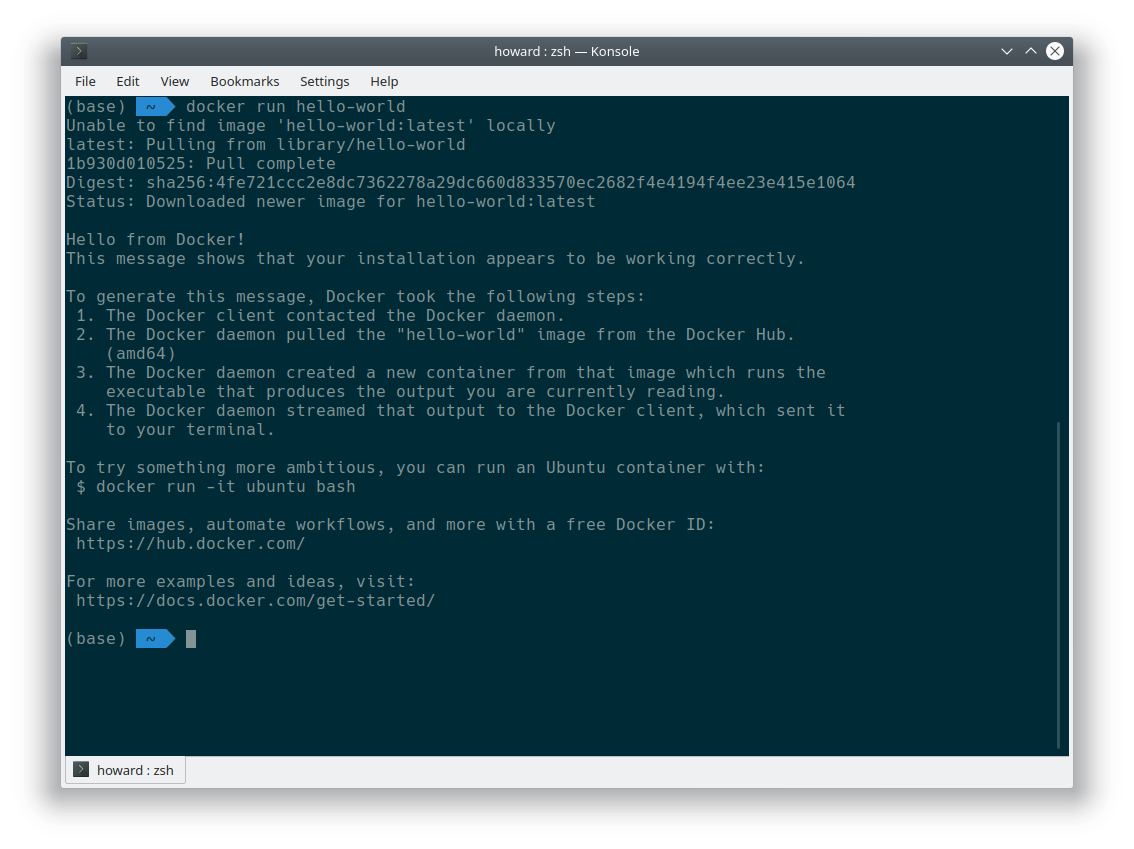 howard : zsh — Konsole
File Edit View Bookmarks Settings Help
(base) ~ docker run hello-world
Unable to find image 'hello-world:latest' locally
latest: Pulling from library/hello-world
1b930d010525: Pull complete
Digest: sha256:4fe721ccc2e8dc7362278a29dc660d833570ec2682f4e4194f4ee23e415e1064
Status: Downloaded newer image for hello-world:latest
Hello from Docker!
This message shows that your installation appears to be working correctly.
To generate this message, Docker took the following steps:
1. The Docker client contacted the Docker daemon.
2. The Docker daemon pulled the "hello-world" image from the Docker Hub.
(amd64)
3. The Docker daemon created a new container from that image which runs the
executable that produces the output you are currently reading.
4. The Docker daemon streamed that output to the Docker client, which sent it
to your terminal.
To try something more ambitious, you can run an Ubuntu container with:
$ docker run -it ubuntu bash
Share images, automate workflows, and more with a free Docker ID:
https://hub.docker.com/
For more examples and ideas, visit:
https://docs.docker.com/get-started/
(base) ~
howard : zsh